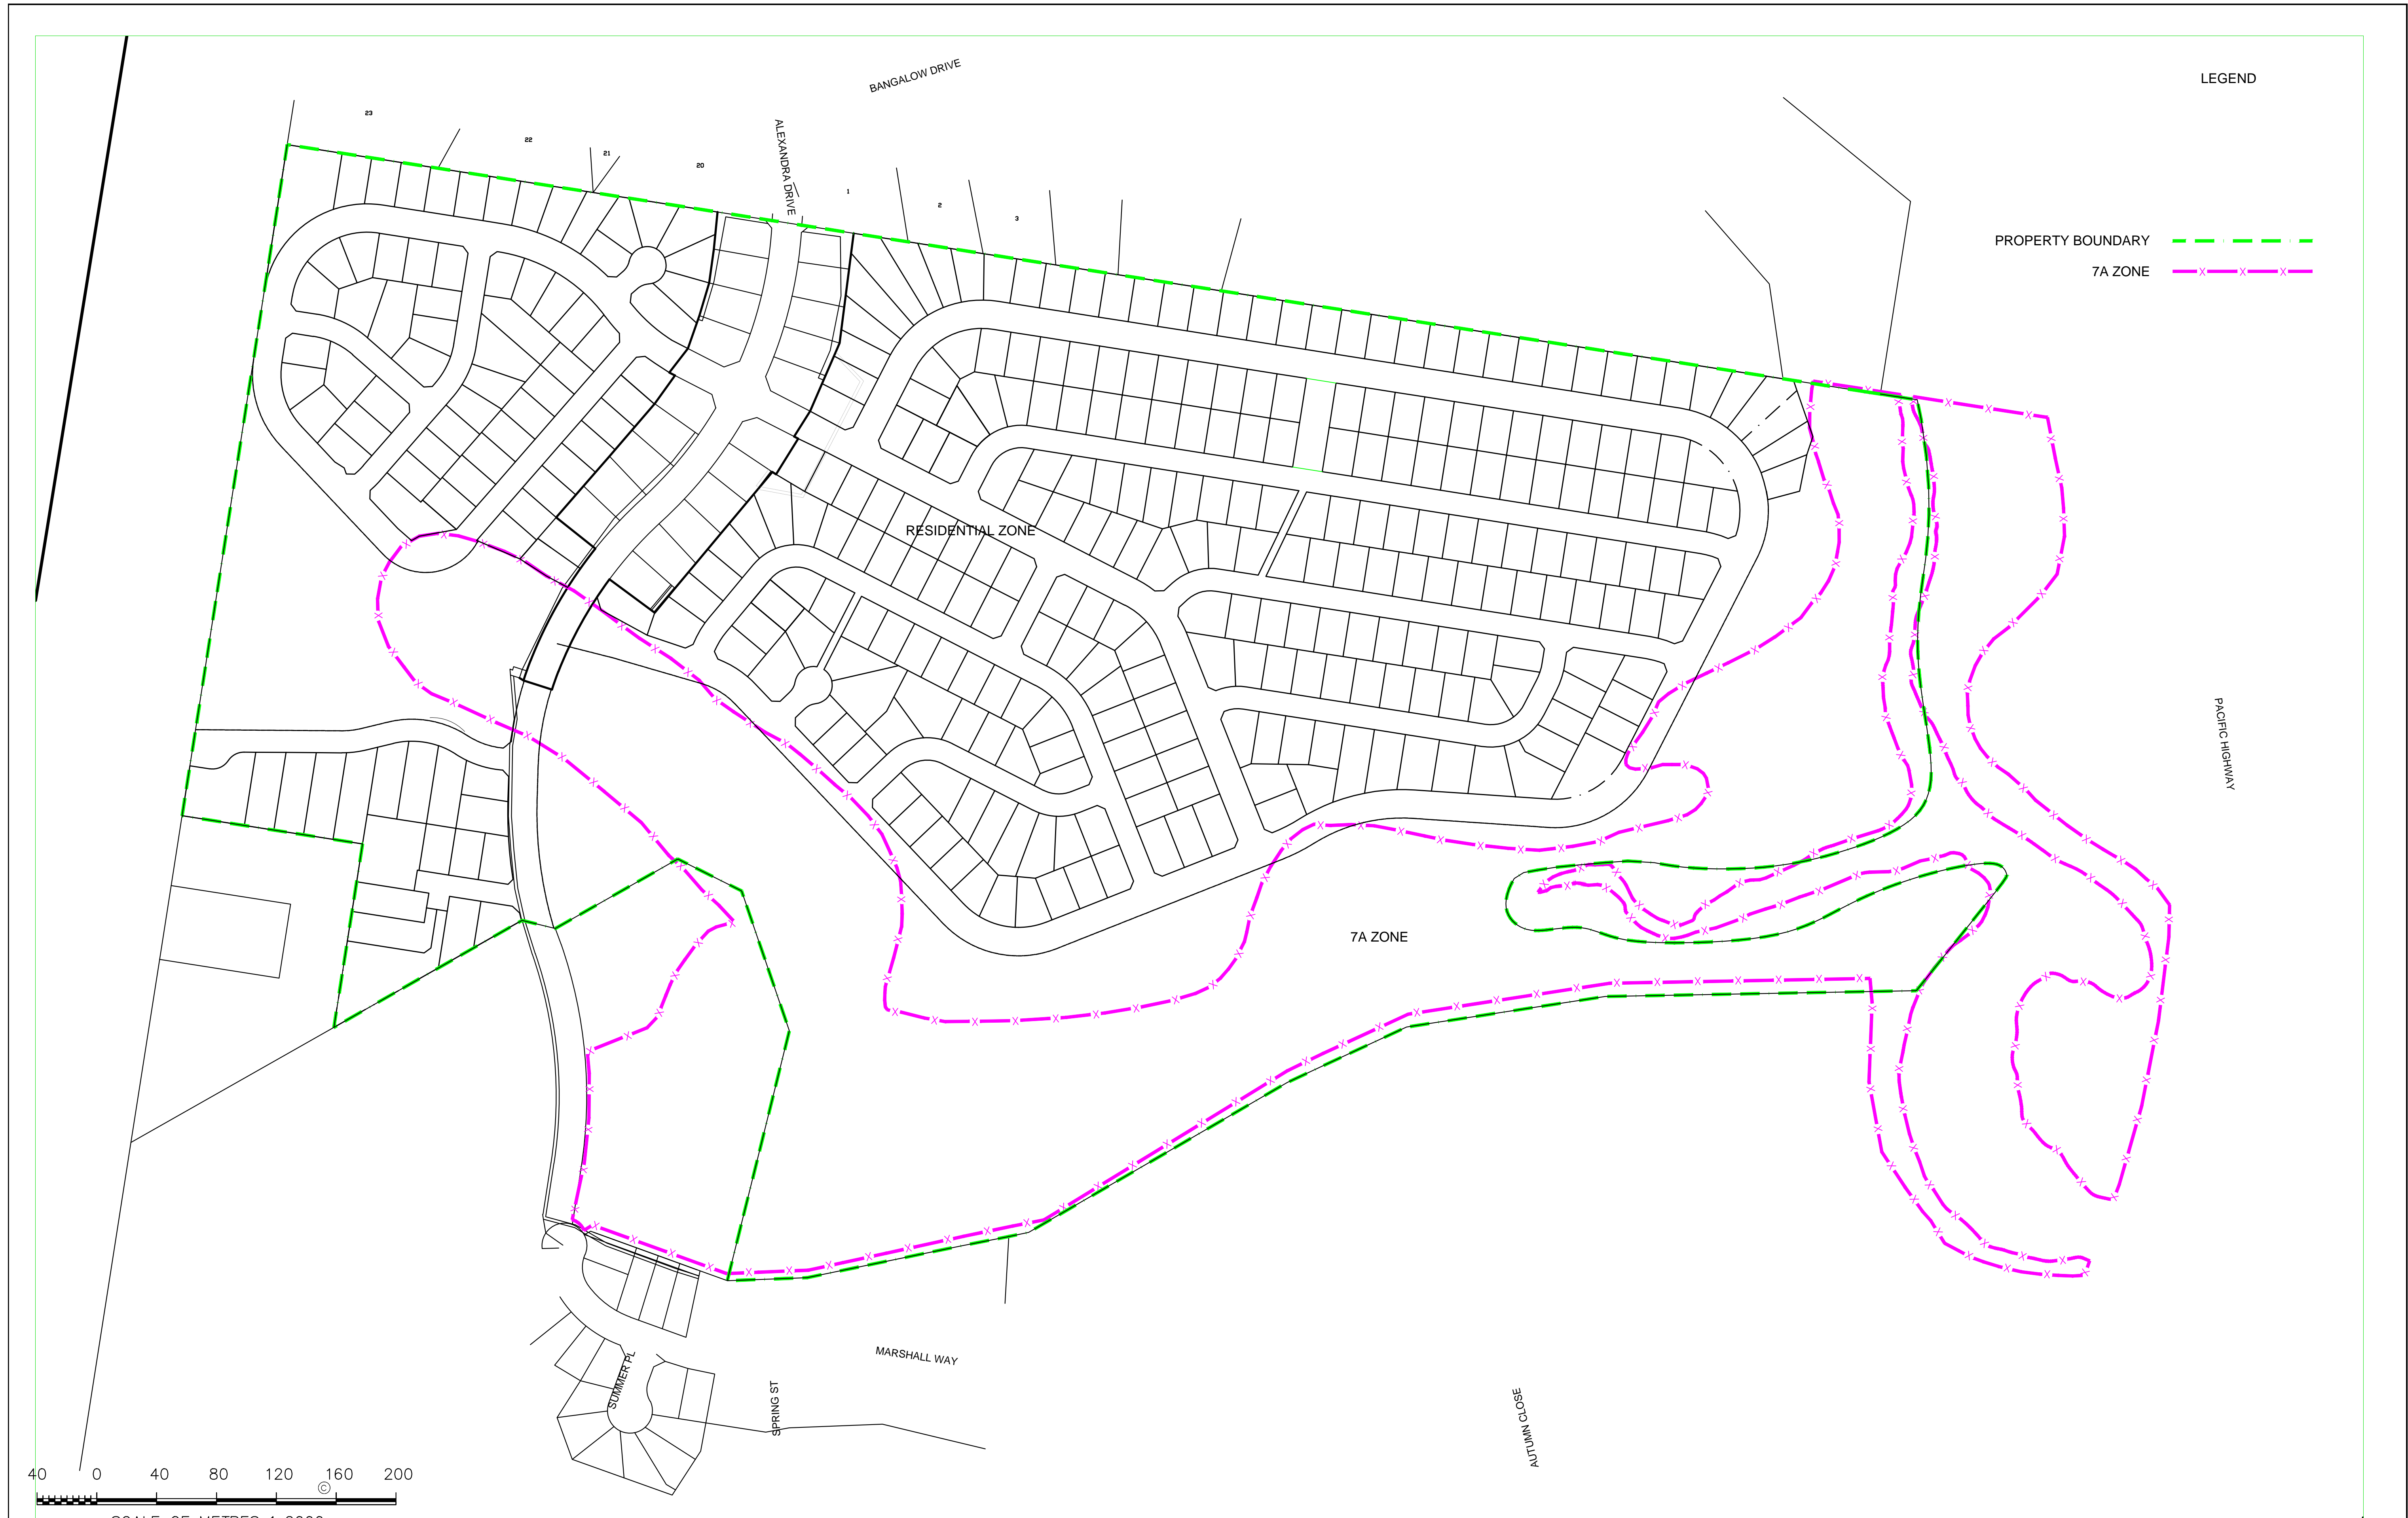 BANGALOW DRIVE
LEGEND
23
22
21
20
ALEXANDRA DRIVE
1
2
3
PROPERTY BOUNDARY
7A ZONE
RESIDENTIAL ZONE
PACIFIC HIGHWAY
7A ZONE
MARSHALL WAY
SUMMER PL
SPRING ST
AUTUMN CLOSE
40 0 40 80 120 160 200
©